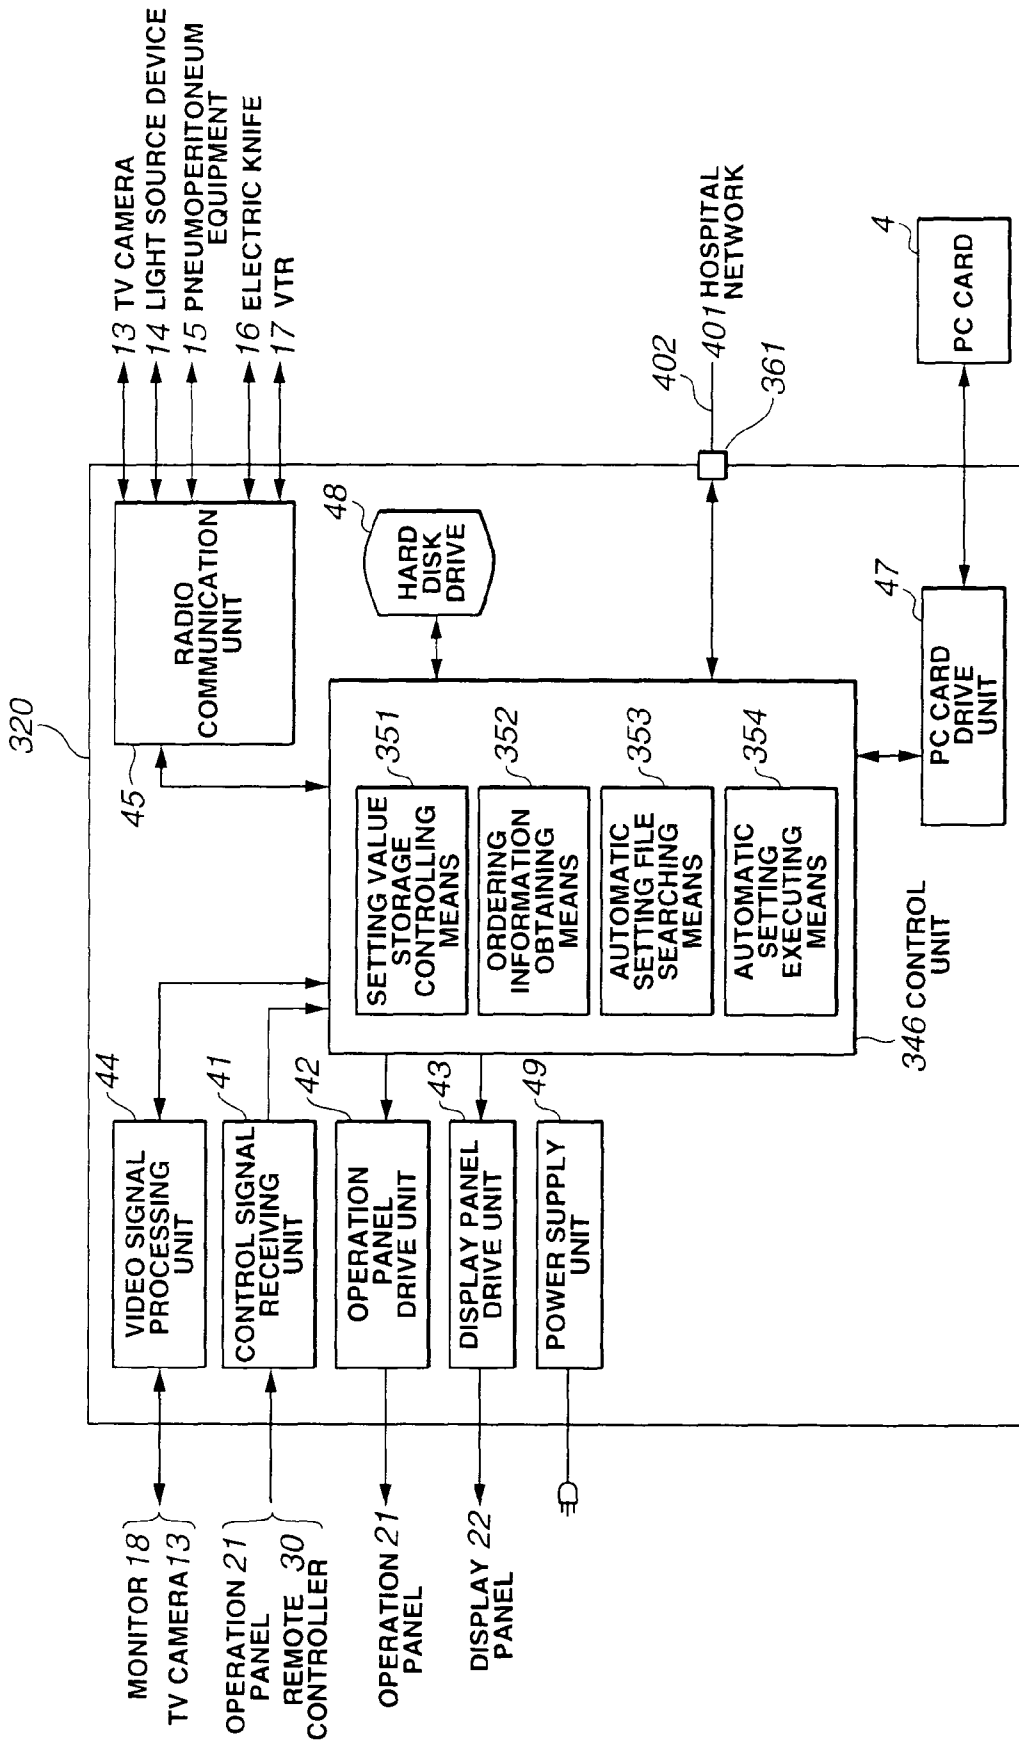 320
MONITOR 18
TV CAMERA 13
OPERATION 21
PANEL
REMOTE 30
CONTROLLER
OPERATION 21
PANEL
DISPLAY 22
PANEL
44
VIDEO SIGNAL
PROCESSING
UNIT
41
CONTROL SIGNAL
RECEIVING
UNIT
42
OPERATION
PANEL
DRIVE UNIT
43
DISPLAY PANEL
DRIVE UNIT
49
POWER SUPPLY
UNIT
45
RADIO
COMMUNICATION
UNIT
13 TV CAMERA
14 LIGHT SOURCE DEVICE
15 PNEUMOPERITONEUM
EQUIPMENT
16 ELECTRIC KNIFE
17 VTR
48
HARD
DISK
DRIVE
351
SETTING VALUE
STORAGE
CONTROLLING
MEANS
352
ORDERING
INFORMATION
OBTAINING
MEANS
353
AUTOMATIC
SETTING FILE
SEARCHING
MEANS
354
AUTOMATIC
SETTING
EXECUTING
MEANS
346 CONTROL
UNIT
402
401 HOSPITAL
NETWORK
361
47
PC CARD
DRIVE
UNIT
4
PC CARD